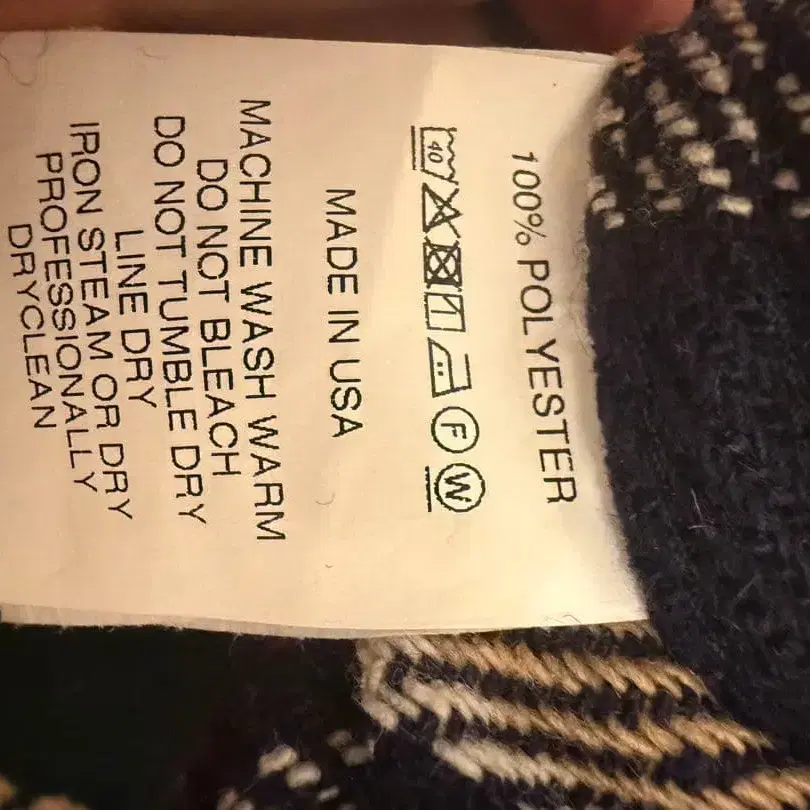 100% POLYESTER
40 F W
MADE IN USA
MACHINE WASH WARM
DO NOT BLEACH
DO NOT TUMBLE DRY
LINE DRY
IRON STEAM OR DRY
PROFESSIONALLY
DRYCLEAN